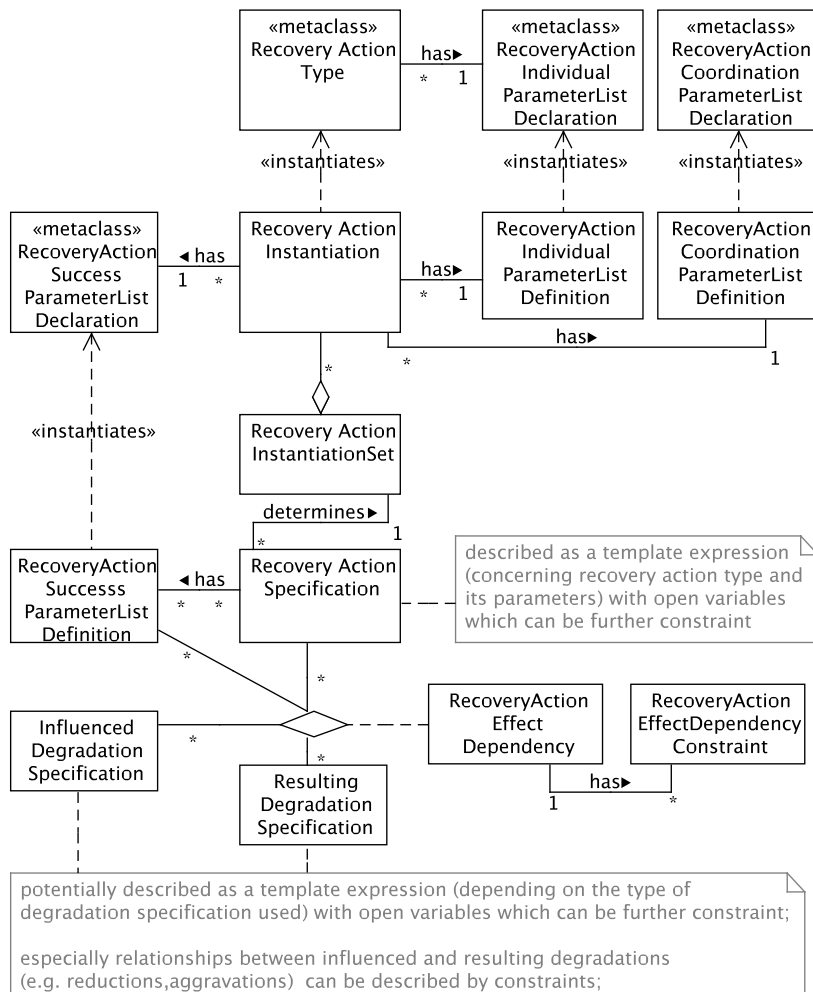 «metaclass»
Recovery Action
Type
has▶
*
1
«metaclass»
RecoveryAction
Individual
ParameterList
Declaration
«metaclass»
RecoveryAction
Coordination
ParameterList
Declaration
«instantiates»
«instantiates»
«instantiates»
«metaclass»
RecoveryAction
Success
ParameterList
Declaration
◀has
1
*
Recovery Action
Instantiation
has▶
*
1
RecoveryAction
Individual
ParameterList
Definition
RecoveryAction
Coordination
ParameterList
Definition
has▶
*
1
*
«instantiates»
Recovery Action
InstantiationSet
determines▶
*
1
RecoveryAction
Successs
ParameterList
Definition
◀has
*
*
Recovery Action
Specification
described as a template expression
(concerning recovery action type and
its parameters) with open variables
which can be further constraint
*
*
*
*
Influenced
Degradation
Specification
Resulting
Degradation
Specification
RecoveryAction
Effect
Dependency
RecoveryAction
EffectDependency
Constraint
has▶
1
*
potentially described as a template expression (depending on the type of
degradation specification used) with open variables which can be further constraint;
especially relationships between influenced and resulting degradations
(e.g. reductions,aggravations) can be described by constraints;